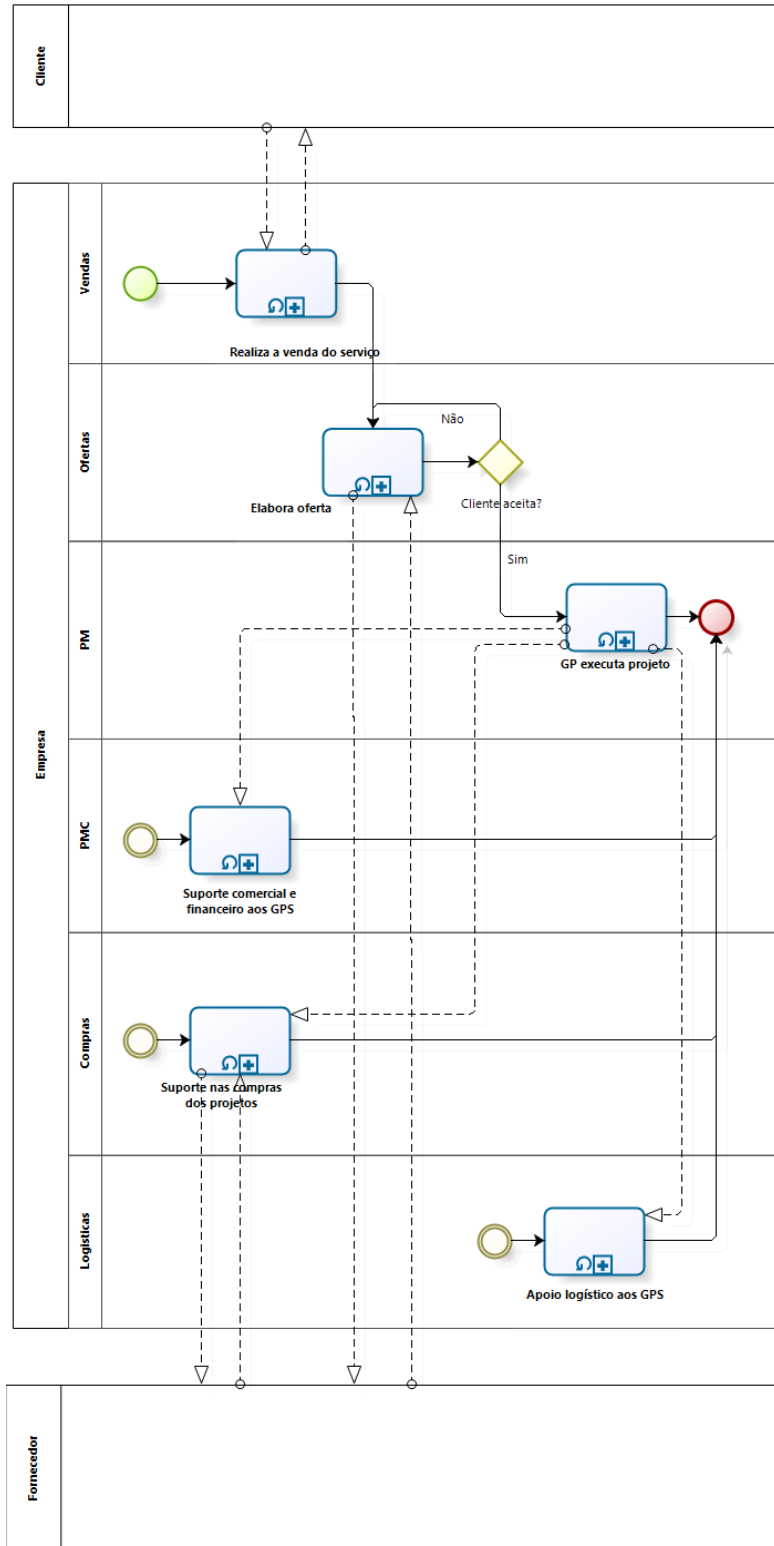 Cliente
Empresa
Vendas
Realiza a venda do serviço
Ofertas
Não
Elabora oferta
Cliente aceita?
Sim
PM
GP executa projeto
PMC
Suporte comercial e
financeiro aos GPS
Compras
Suporte nas compras
dos projetos
Logísticas
Apoio logístico aos GPS
Fornecedor